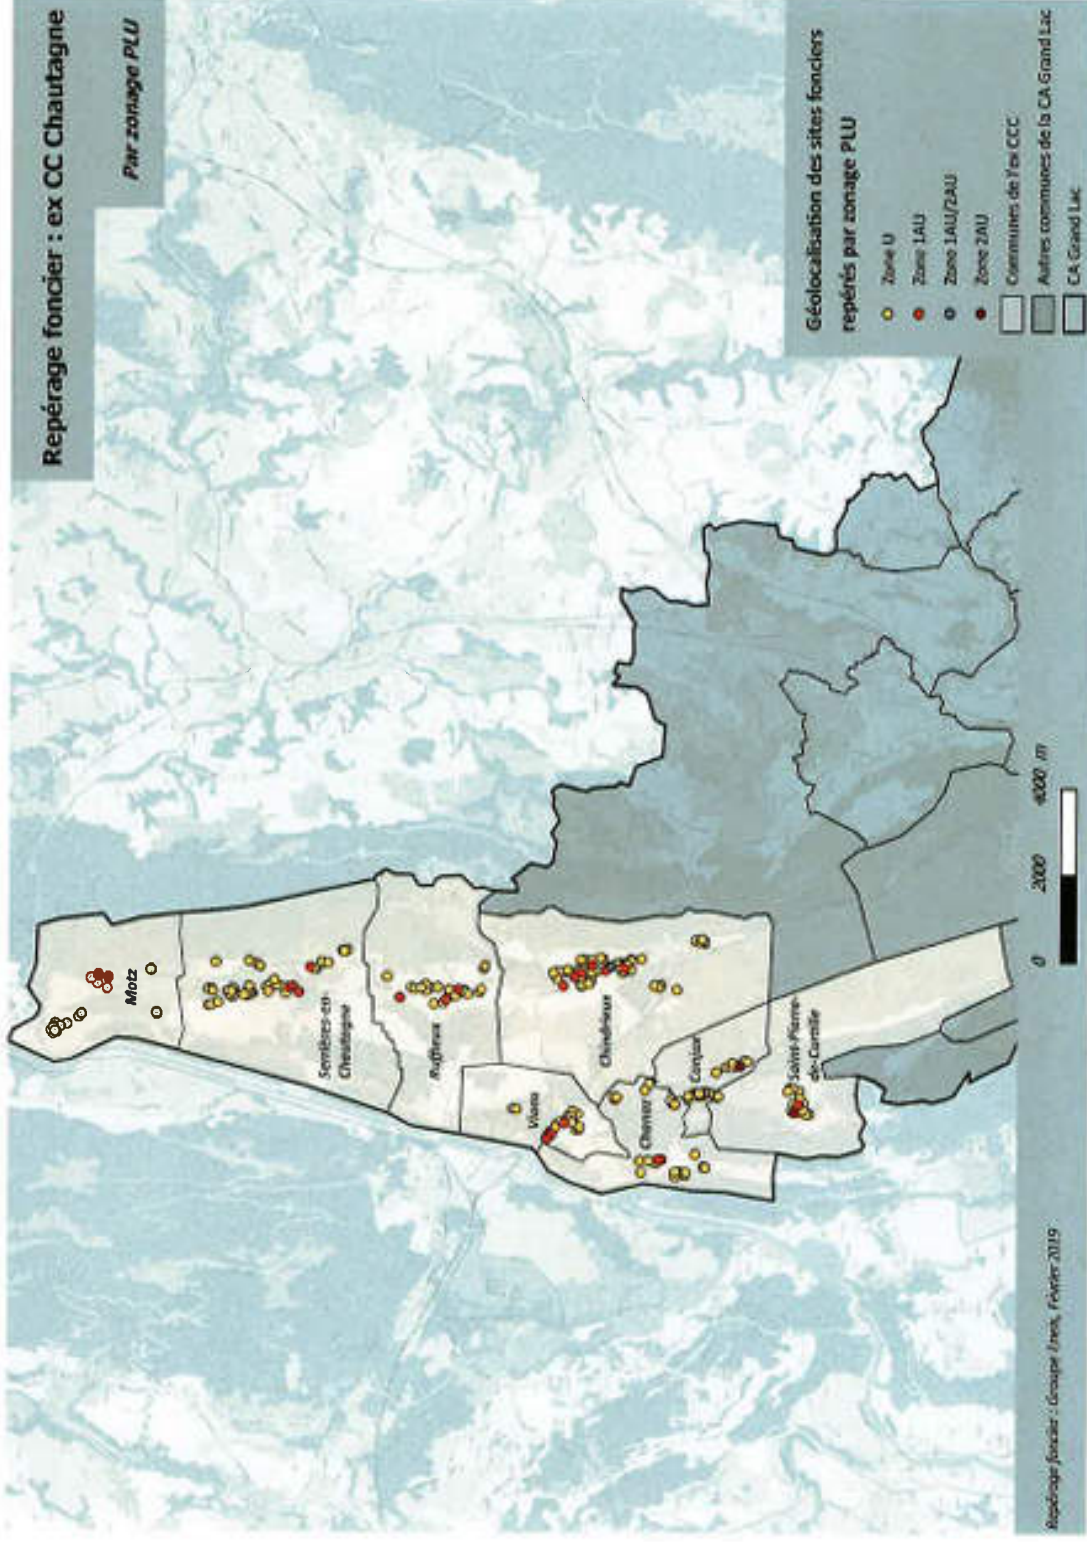 Repérage foncier : ex CC Chautagne
Par zonage PLU
Motz
Serrières-en-
Chautagne
Ruffieux
Vions
Chindrieux
Chanaz
Conjux
Saint-Pierre-
de-Curtille
Géolocalisation des sites fonciers
repérés par zonage PLU
Zone U
Zone 1AU
Zone 1AU/2AU
Zone 2AU
Communes de l'ex CCC
Autres communes de la CA Grand Lac
CA Grand Lac
0 2000 4000 m
Repérage foncier : Groupe Eneis, Février 2019